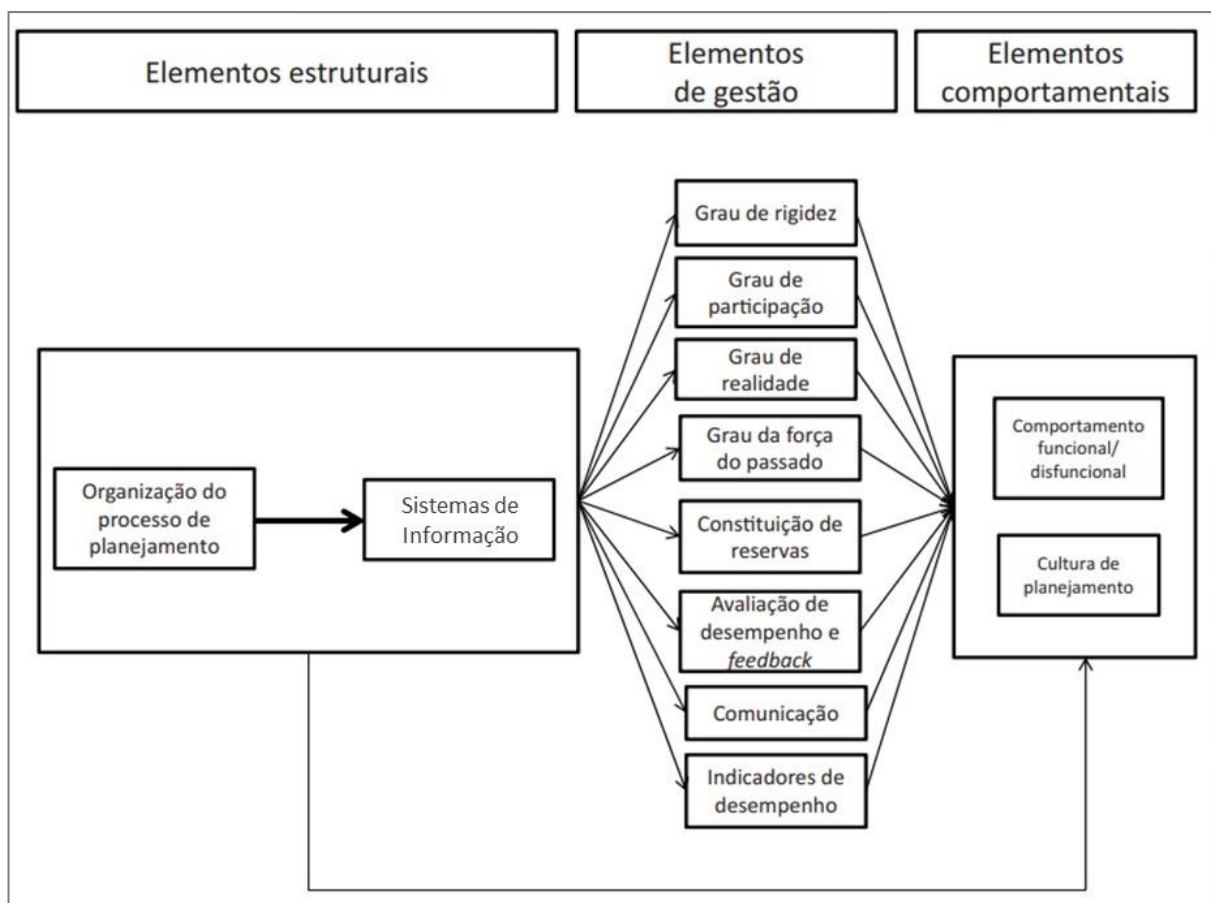 Elementos estruturais
Elementos
de gestão
Elementos
comportamentais
Grau de rigidez
Grau de
participação
Grau de
realidade
Grau da força
do passado
Constituição de
reservas
Avaliação de
desempenho e
feedback
Comunicação
Indicadores de
desempenho
Organização do
processo de
planejamento
Sistemas de
Informação
Comportamento
funcional/
disfuncional
Cultura de
planejamento